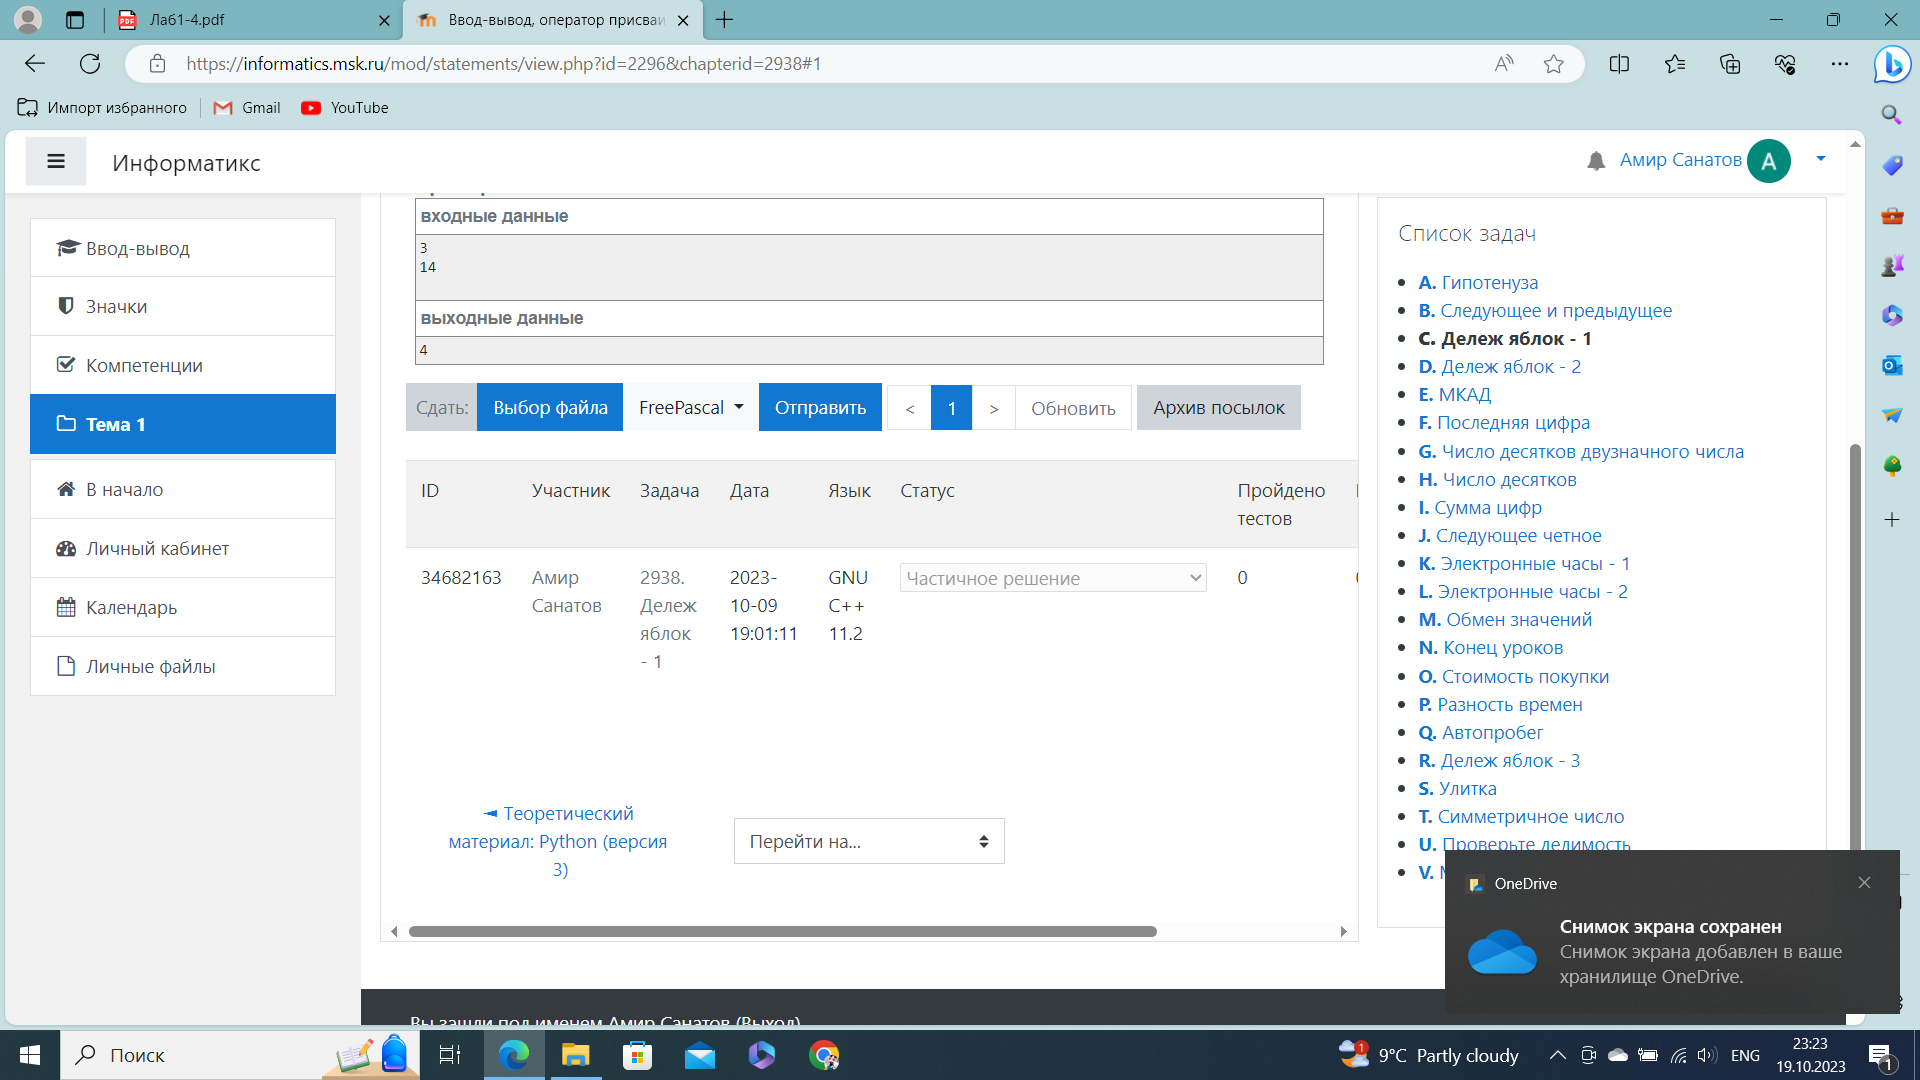 Лаб1-4.pdf
Ввод-вывод, оператор присваи
https://informatics.msk.ru/mod/statements/view.php?id=2296&chapterid=2938#1
Импорт избранного
Gmail
YouTube
Информатикс
Амир Санатов
А
Ввод-вывод
Значки
Компетенции
Тема 1
В начало
Личный кабинет
Календарь
Личные файлы
входные данные
3
14
выходные данные
4
Сдать:
Выбор файла
FreePascal
Отправить
<
1
>
Обновить
Архив посылок
ID Участник Задача Дата Язык Статус Пройдено
тестов
34682163 Амир 2938. 2023- GNU Частичное решение 0
Санатов Дележ 10-09 C++
яблок 19:01:11 11.2
- 1
◄ Теоретический
материал: Python (версия
3)
Перейти на...
Список задач
A. Гипотенуза
B. Следующее и предыдущее
C. Дележ яблок - 1
D. Дележ яблок - 2
E. МКАД
F. Последняя цифра
G. Число десятков двузначного числа
H. Число десятков
I. Сумма цифр
J. Следующее четное
K. Электронные часы - 1
L. Электронные часы - 2
M. Обмен значений
N. Конец уроков
O. Стоимость покупки
P. Разность времен
Q. Автопробег
R. Дележ яблок - 3
S. Улитка
T. Симметричное число
U. Проверьте делимость
V.
OneDrive
Снимок экрана сохранен
Снимок экрана добавлен в ваше
хранилище OneDrive.
Вы зашли под именем Амир Санатов (Выход)
Поиск
1
9°C Partly cloudy
ENG
23:23
19.10.2023
1